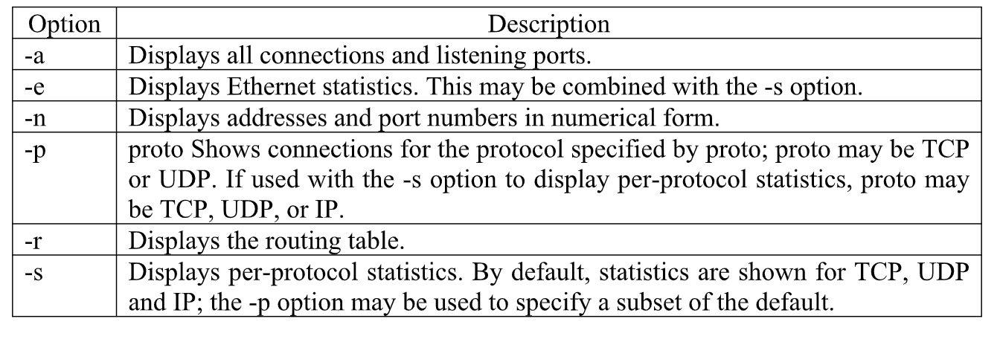 Option Description
-a Displays all connections and listening ports.
-e Displays Ethernet statistics. This may be combined with the -s option.
-n Displays addresses and port numbers in numerical form.
-p proto Shows connections for the protocol specified by proto; proto may be TCP
or UDP. If used with the -s option to display per-protocol statistics, proto may
be TCP, UDP, or IP.
-r Displays the routing table.
-s Displays per-protocol statistics. By default, statistics are shown for TCP, UDP
and IP; the -p option may be used to specify a subset of the default.